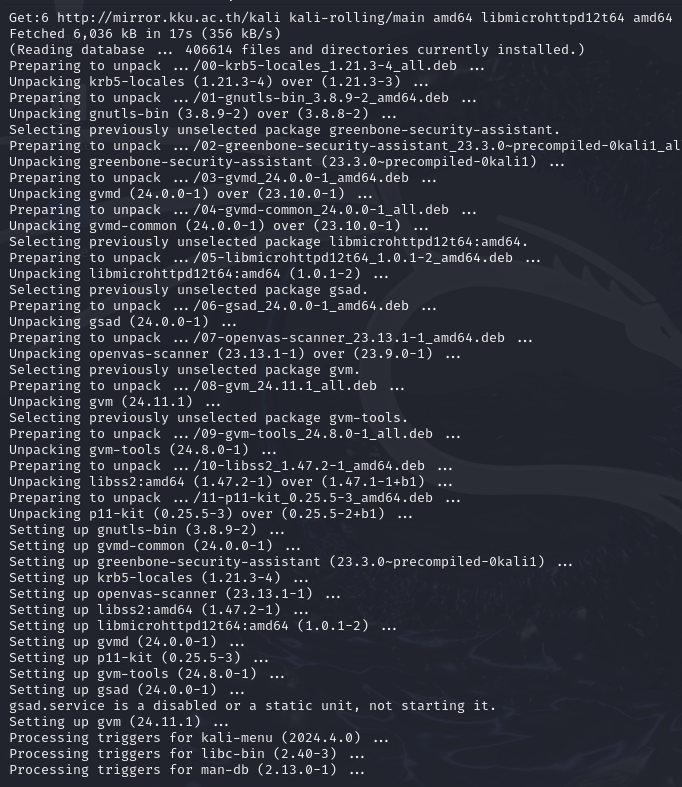 Get:6 http://mirror.kku.ac.th/kali kali-rolling/main amd64 libmicrohttpd12t64 amd64
Fetched 6,036 kB in 17s (356 kB/s)
(Reading database ... 406614 files and directories currently installed.)
Preparing to unpack .../00-krb5-locales_1.21.3-4_all.deb ...
Unpacking krb5-locales (1.21.3-4) over (1.21.3-3) ...
Preparing to unpack .../01-gnutls-bin_3.8.9-2_amd64.deb ...
Unpacking gnutls-bin (3.8.9-2) over (3.8.8-2) ...
Selecting previously unselected package greenbone-security-assistant.
Preparing to unpack .../02-greenbone-security-assistant_23.3.0~precompiled-0kali1_al
Unpacking greenbone-security-assistant (23.3.0~precompiled-0kali1) ...
Preparing to unpack .../03-gvmd_24.0.0-1_amd64.deb ...
Unpacking gvmd (24.0.0-1) over (23.10.0-1) ...
Preparing to unpack .../04-gvmd-common_24.0.0-1_all.deb ...
Unpacking gvmd-common (24.0.0-1) over (23.10.0-1) ...
Selecting previously unselected package libmicrohttpd12t64:amd64.
Preparing to unpack .../05-libmicrohttpd12t64_1.0.1-2_amd64.deb ...
Unpacking libmicrohttpd12t64:amd64 (1.0.1-2) ...
Selecting previously unselected package gsad.
Preparing to unpack .../06-gsad_24.0.0-1_amd64.deb ...
Unpacking gsad (24.0.0-1) ...
Preparing to unpack .../07-openvas-scanner_23.13.1-1_amd64.deb ...
Unpacking openvas-scanner (23.13.1-1) over (23.9.0-1) ...
Selecting previously unselected package gvm.
Preparing to unpack .../08-gvm_24.11.1_all.deb ...
Unpacking gvm (24.11.1) ...
Selecting previously unselected package gvm-tools.
Preparing to unpack .../09-gvm-tools_24.8.0-1_all.deb ...
Unpacking gvm-tools (24.8.0-1) ...
Preparing to unpack .../10-libss2_1.47.2-1_amd64.deb ...
Unpacking libss2:amd64 (1.47.2-1) over (1.47.1-1+b1) ...
Preparing to unpack .../11-p11-kit_0.25.5-3_amd64.deb ...
Unpacking p11-kit (0.25.5-3) over (0.25.5-2+b1) ...
Setting up gnutls-bin (3.8.9-2) ...
Setting up gvmd-common (24.0.0-1) ...
Setting up greenbone-security-assistant (23.3.0~precompiled-0kali1) ...
Setting up krb5-locales (1.21.3-4) ...
Setting up openvas-scanner (23.13.1-1) ...
Setting up libss2:amd64 (1.47.2-1) ...
Setting up libmicrohttpd12t64:amd64 (1.0.1-2) ...
Setting up gvmd (24.0.0-1) ...
Setting up p11-kit (0.25.5-3) ...
Setting up gvm-tools (24.8.0-1) ...
Setting up gsad (24.0.0-1) ...
gsad.service is a disabled or a static unit, not starting it.
Setting up gvm (24.11.1) ...
Processing triggers for kali-menu (2024.4.0) ...
Processing triggers for libc-bin (2.40-3) ...
Processing triggers for man-db (2.13.0-1) ...